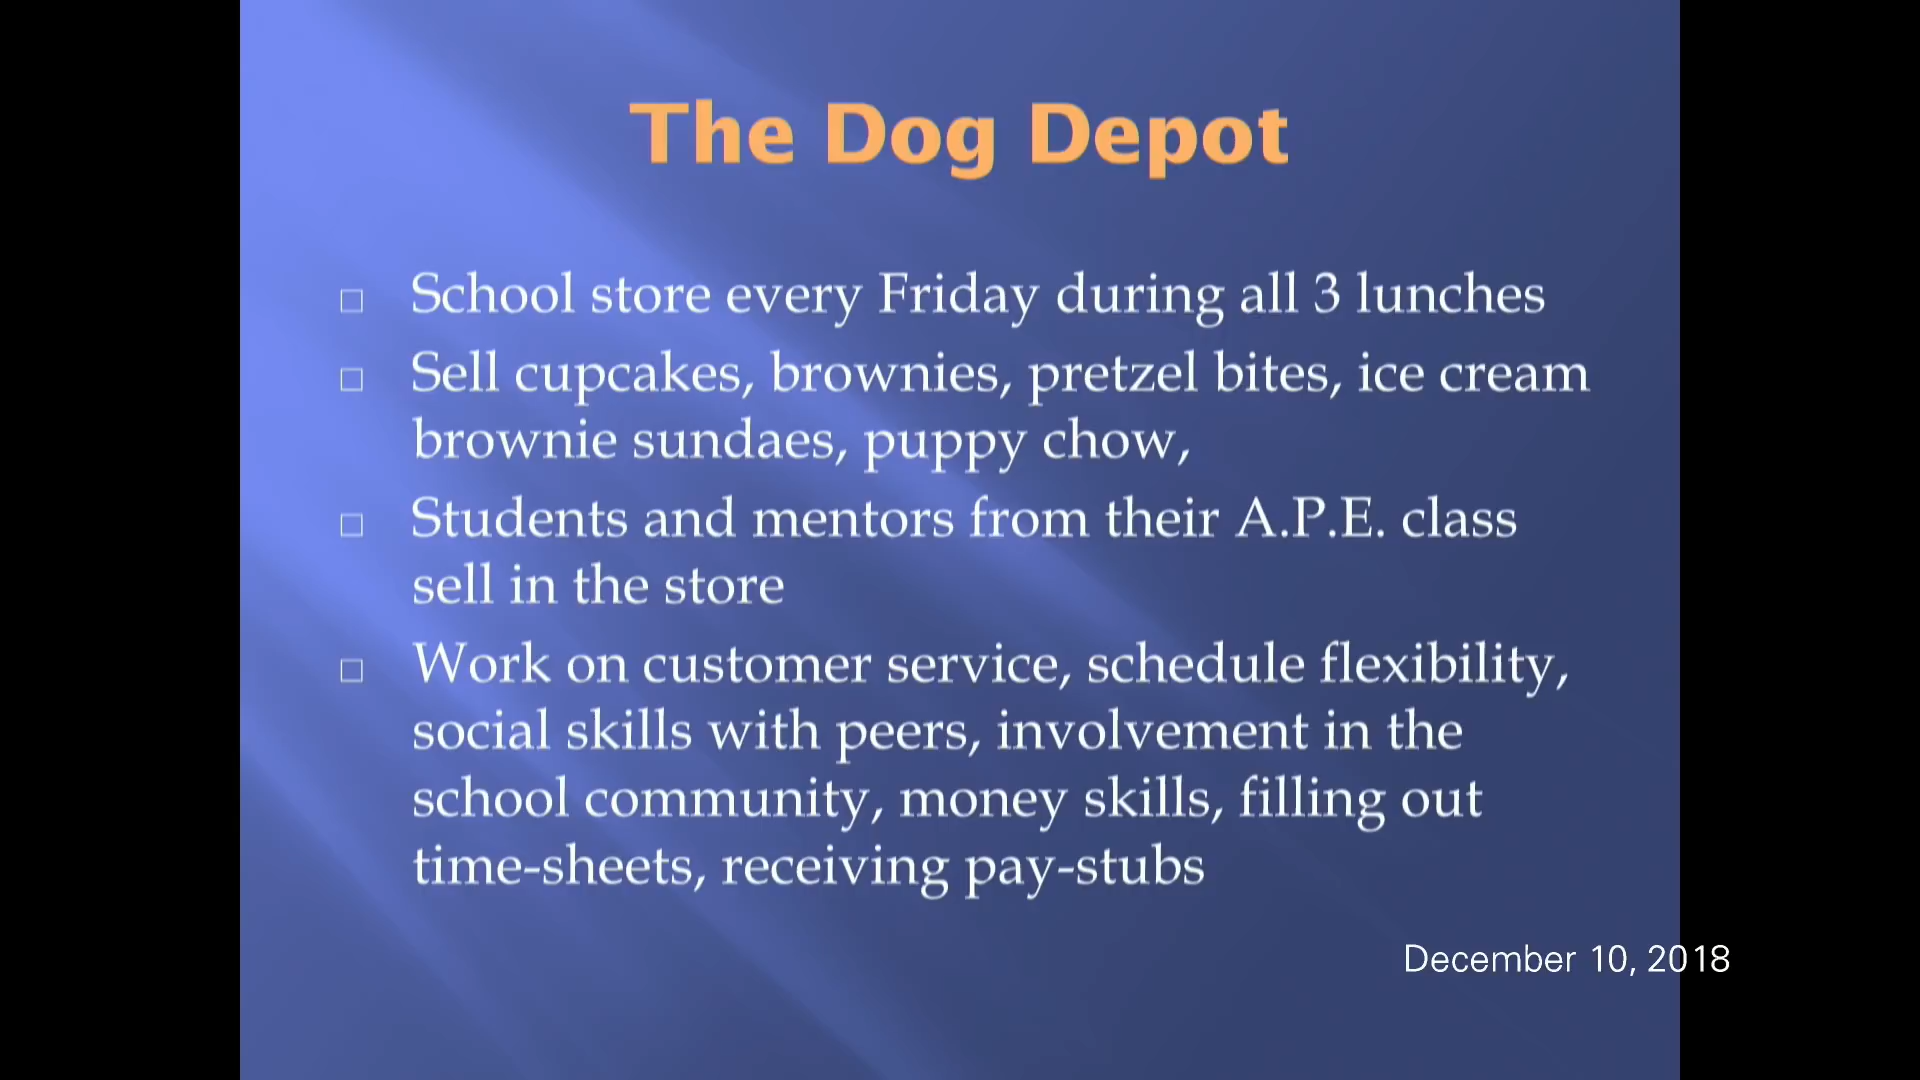 The Dog Depot
School store every Friday during all 3 lunches
Sell cupcakes, brownies, pretzel bites, ice cream
brownie sundaes, puppy chow,
Students and mentors from their A.P.E. class
sell in the store
Work on customer service, schedule flexibility,
social skills with peers, involvement in the
school community, money skills, filling out
time-sheets, receiving pay-stubs
December 10, 2018